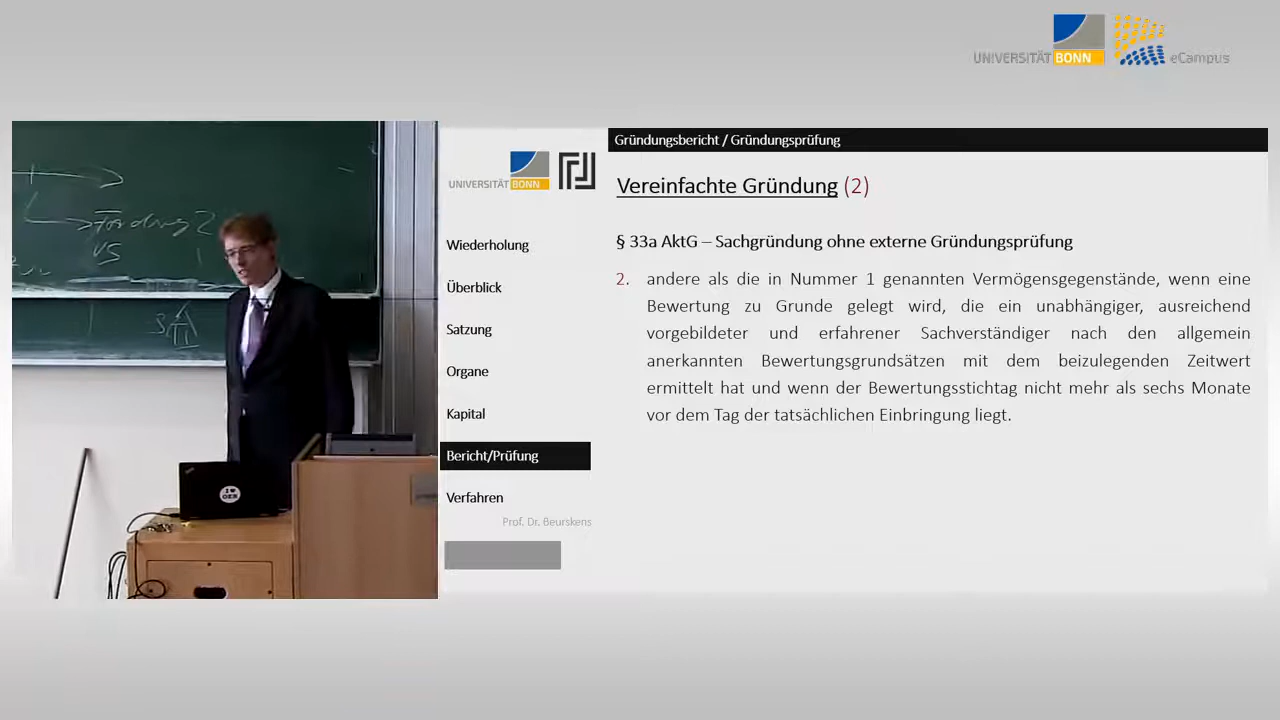 UNIVERSITÄT BONN eCampus
Gründungsbericht / Gründungsprüfung
UNIVERSITÄT BONN
Vereinfachte Gründung (2)
§ 33a AktG – Sachgründung ohne externe Gründungsprüfung
2. andere als die in Nummer 1 genannten Vermögensgegenstände, wenn eine
Bewertung zu Grunde gelegt wird, die ein unabhängiger, ausreichend
vorgebildeter und erfahrener Sachverständiger nach den allgemein
anerkannten Bewertungsgrundsätzen mit dem beizulegenden Zeitwert
ermittelt hat und wenn der Bewertungsstichtag nicht mehr als sechs Monate
vor dem Tag der tatsächlichen Einbringung liegt.
Wiederholung
Überblick
Satzung
Organe
Kapital
Bericht/Prüfung
Verfahren
Prof. Dr. Beurskens
VS